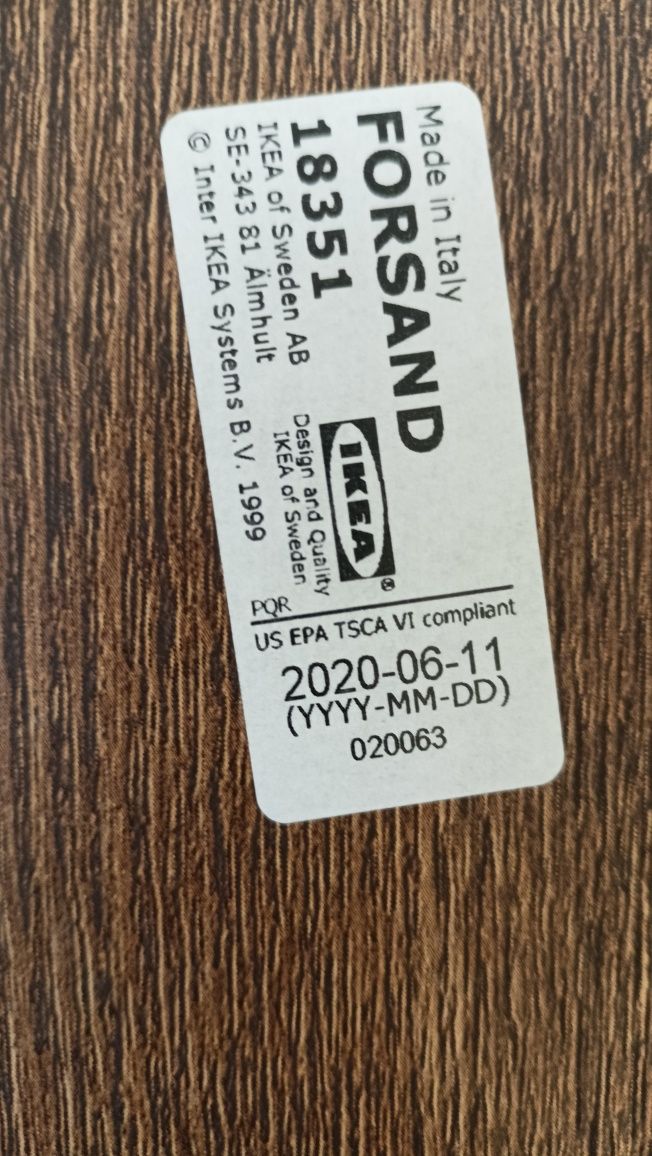 Made in Italy
FORSAND
18351
IKEA of Sweden AB
SE-343 81 Älmhult
© Inter IKEA Systems B.V. 1999
IKEA®
Design and Quality
IKEA of Sweden
PQR
US EPA TSCA VI compliant
2020-06-11
(YYYY-MM-DD)
020063